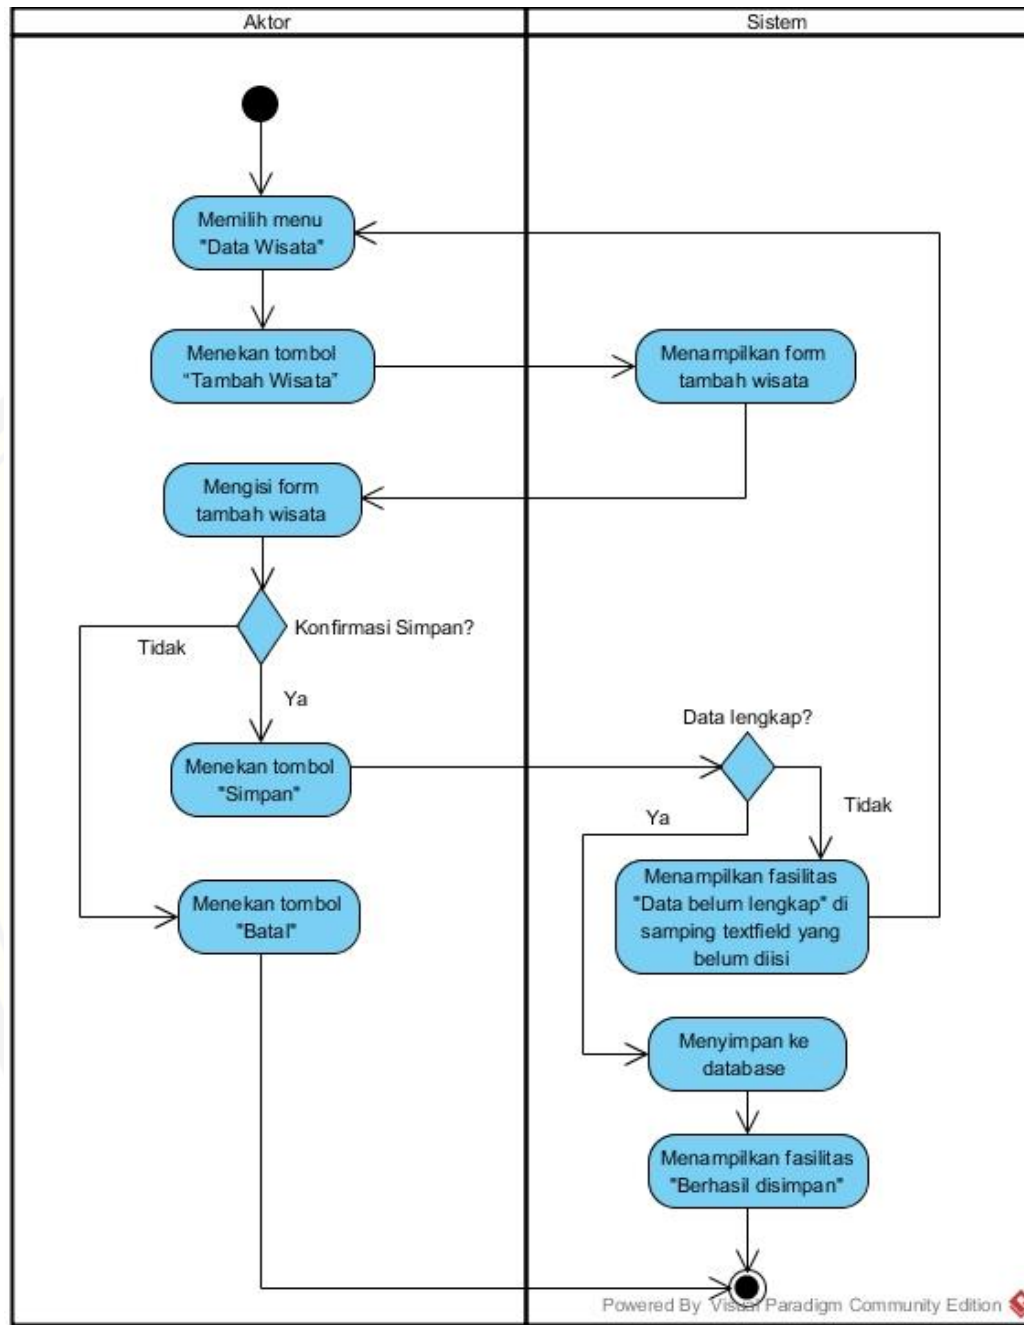 Aktor
Sistem
Memilih menu
"Data Wisata"
Menekan tombol
"Tambah Wisata"
Menampilkan form
tambah wisata
Mengisi form
tambah wisata
Konfirmasi Simpan?
Tidak
Ya
Menekan tombol
"Simpan"
Data lengkap?
Ya
Tidak
Menekan tombol
"Batal"
Menampilkan fasilitas
"Data belum lengkap" di
samping textfield yang
belum diisi
Menyimpan ke
database
Menampilkan fasilitas
"Berhasil disimpan"
Powered By Visual Paradigm Community Edition